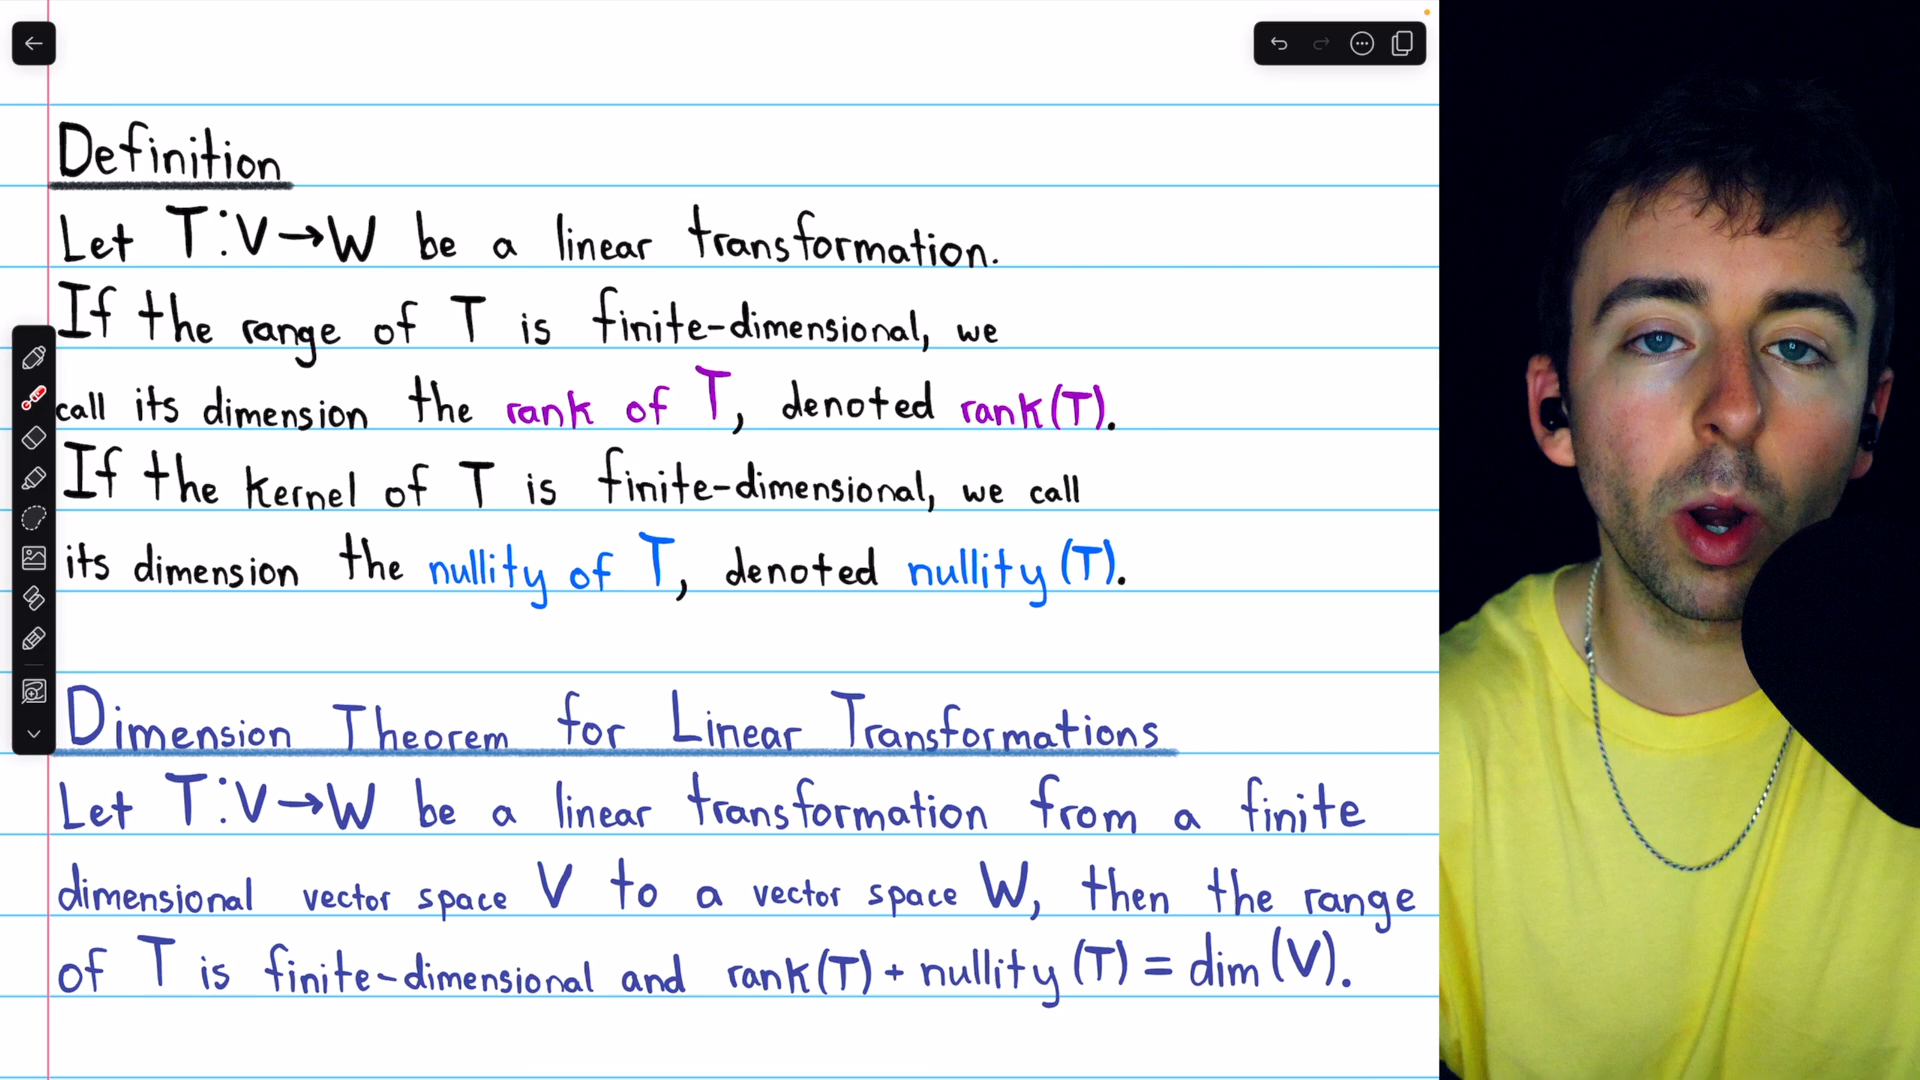 Definition
Let T:V→W be a linear transformation.
If the range of T is finite-dimensional, we
call its dimension the rank of T, denoted rank(T).
If the kernel of T is finite-dimensional, we call
its dimension the nullity of T, denoted nullity(T).
Dimension Theorem for Linear Transformations
Let T:V→W be a linear transformation from a finite
dimensional vector space V to a vector space W, then the range
of T is finite-dimensional and rank(T) + nullity(T) = dim(V).